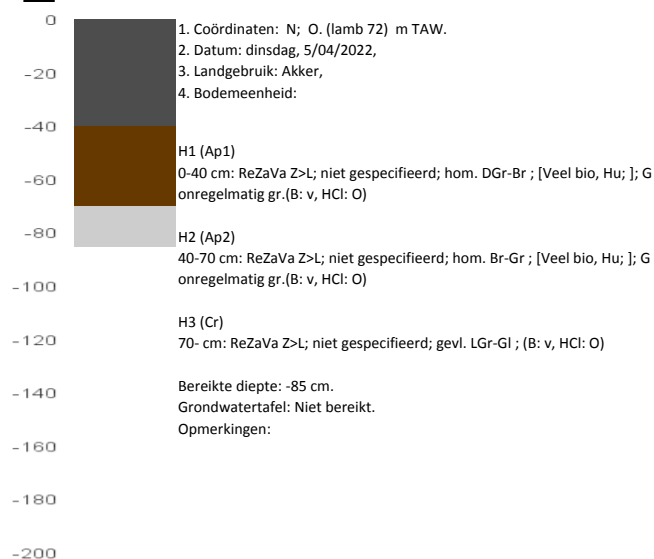 1. Coördinaten: N; O. (lamb 72) m TAW.
2. Datum: dinsdag, 5/04/2022,
3. Landgebruik: Akker,
4. Bodemeenheid:
H1 (Ap1)
0-40 cm: ReZaVa Z>L; niet gespecifieerd; hom. DGr-Br ; [Veel bio, Hu; ]; G
onregelmatig gr.(B: v, HCl: O)
H2 (Ap2)
40-70 cm: ReZaVa Z>L; niet gespecifieerd; hom. Br-Gr ; [Veel bio, Hu; ]; G
onregelmatig gr.(B: v, HCl: O)
H3 (Cr)
70- cm: ReZaVa Z>L; niet gespecifieerd; gevl. LGr-Gl ; (B: v, HCl: O)
Bereikte diepte: -85 cm.
Grondwatertafel: Niet bereikt.
Opmerkingen:
0
-20
-40
-60
-80
-100
-120
-140
-160
-180
-200